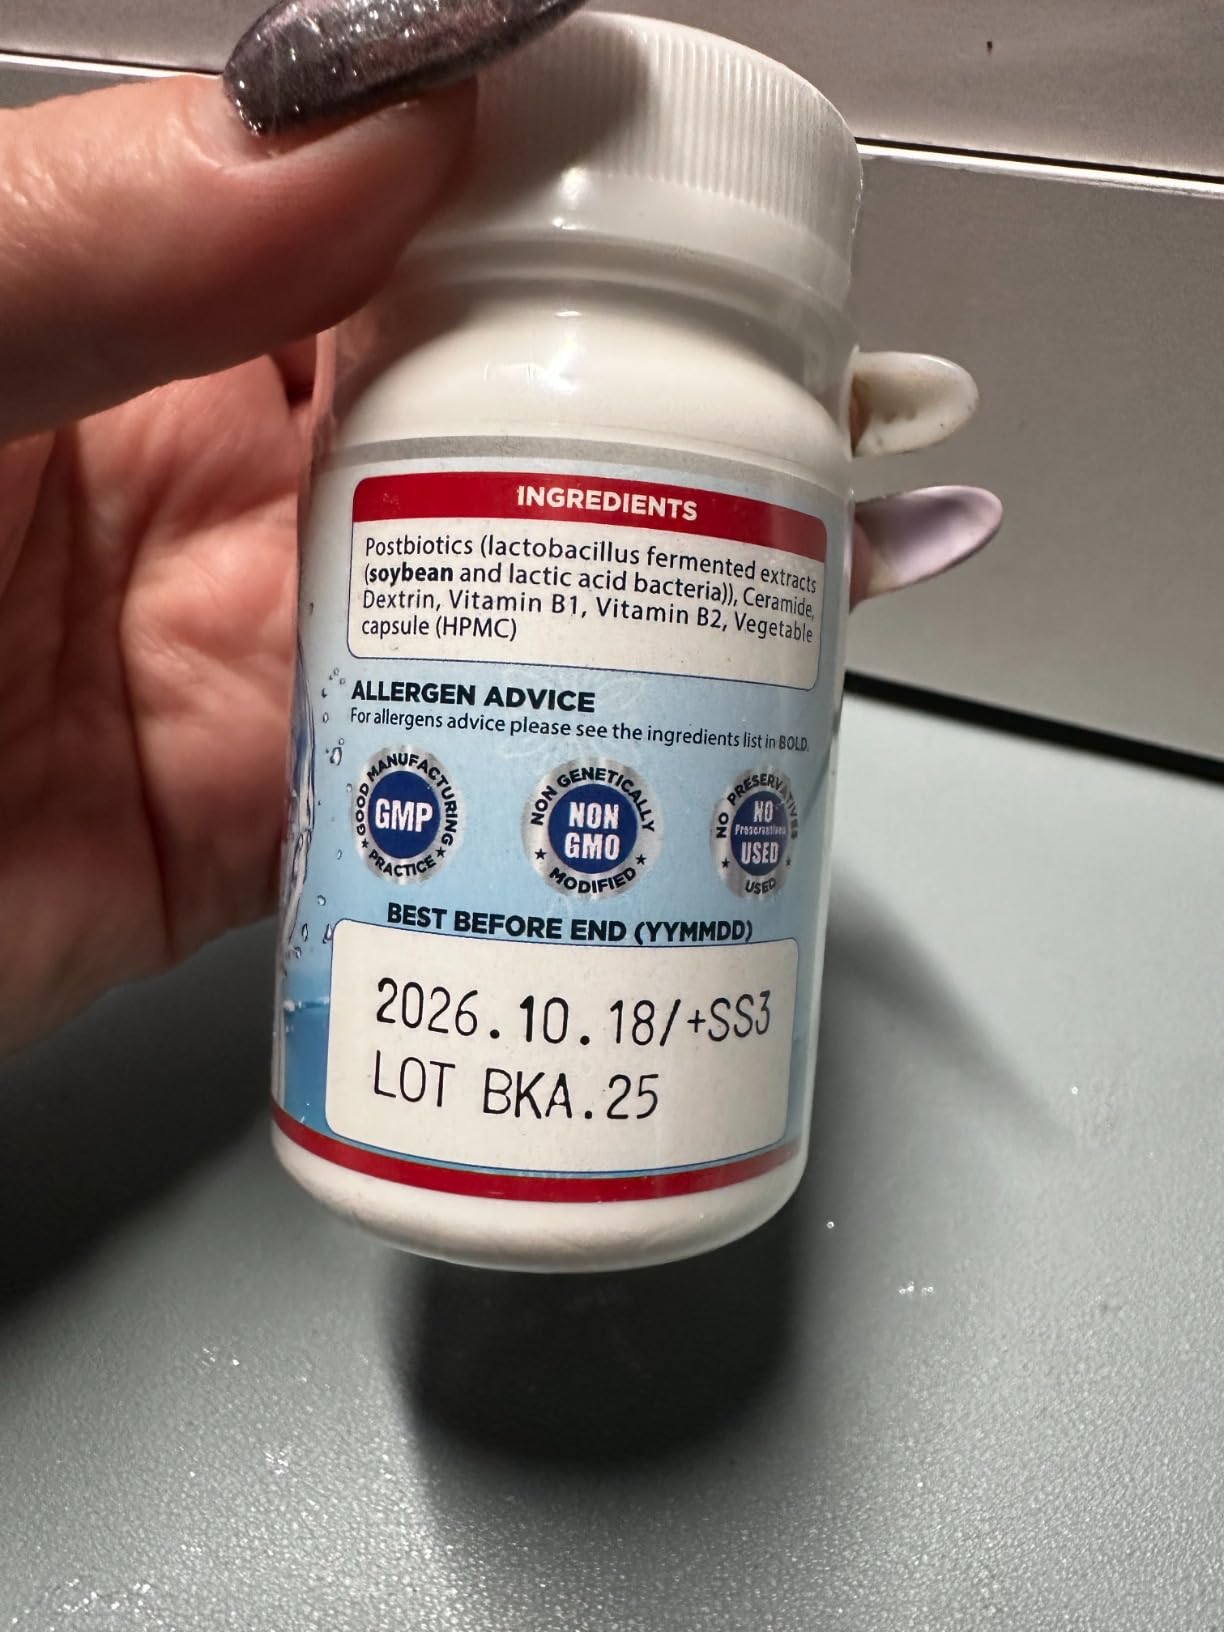 INGREDIENTS
Postbiotics (lactobacillus fermented extracts
(soybean and lactic acid bacteria)), Ceramide,
Dextrin, Vitamin B1, Vitamin B2, Vegetable
capsule (HPMC)
ALLERGEN ADVICE
For allergens advice please see the ingredients list in BOLD.
GOOD MANUFACTURING
GMP
PRACTICE
NON GENETICALLY
NON
GMO
MODIFIED
NO PRESERVATIVES
NO
Preservatives
USED
USED
BEST BEFORE END (YYMMDD)
2026.10.18/+SS3
LOT BKA.25